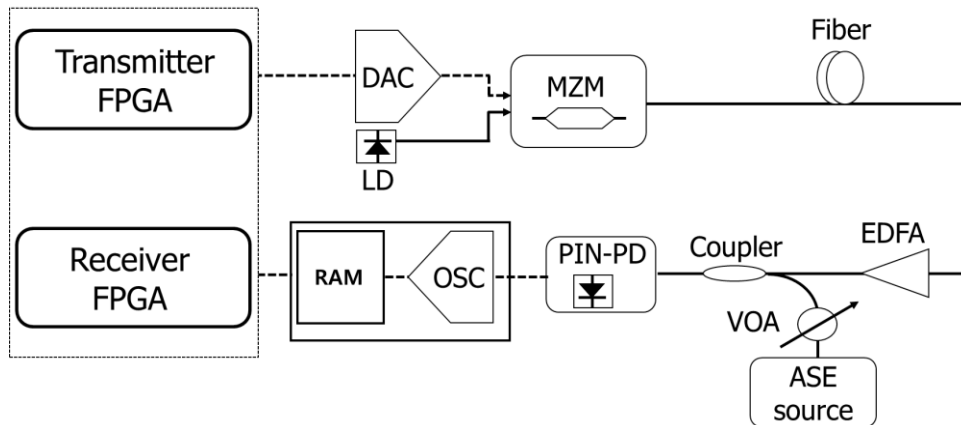 Transmitter
FPGA
DAC
LD
MZM
Fiber
Receiver
FPGA
RAM
OSC
PIN-PD
Coupler
EDFA
VOA
ASE
source